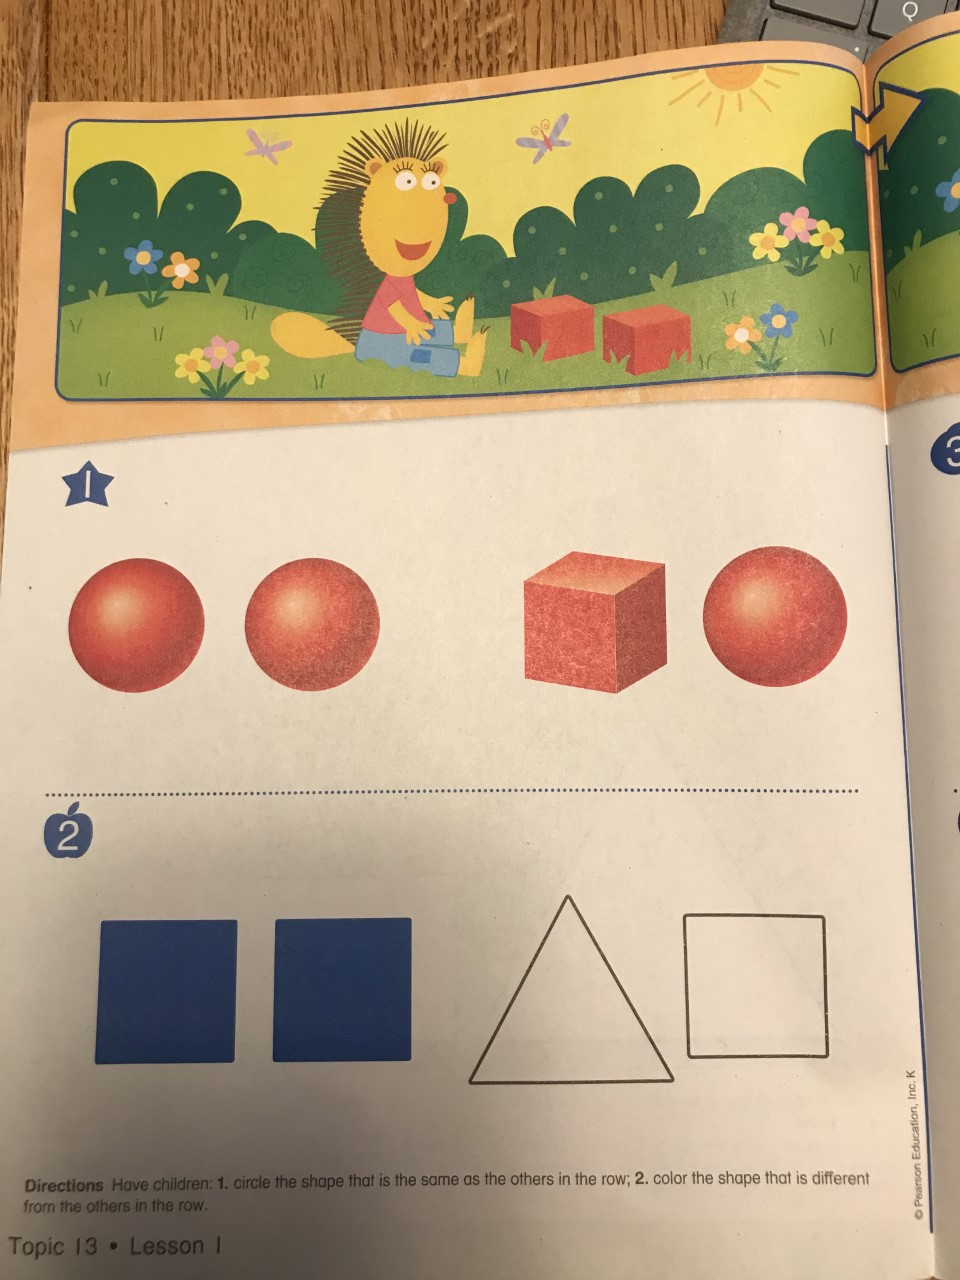 Q
1
3
2
Directions Have children: 1. circle the shape that is the same as the others in the row; 2. color the shape that is different
from the others in the row.
© Pearson Education, Inc. K
Topic 13 • Lesson 1